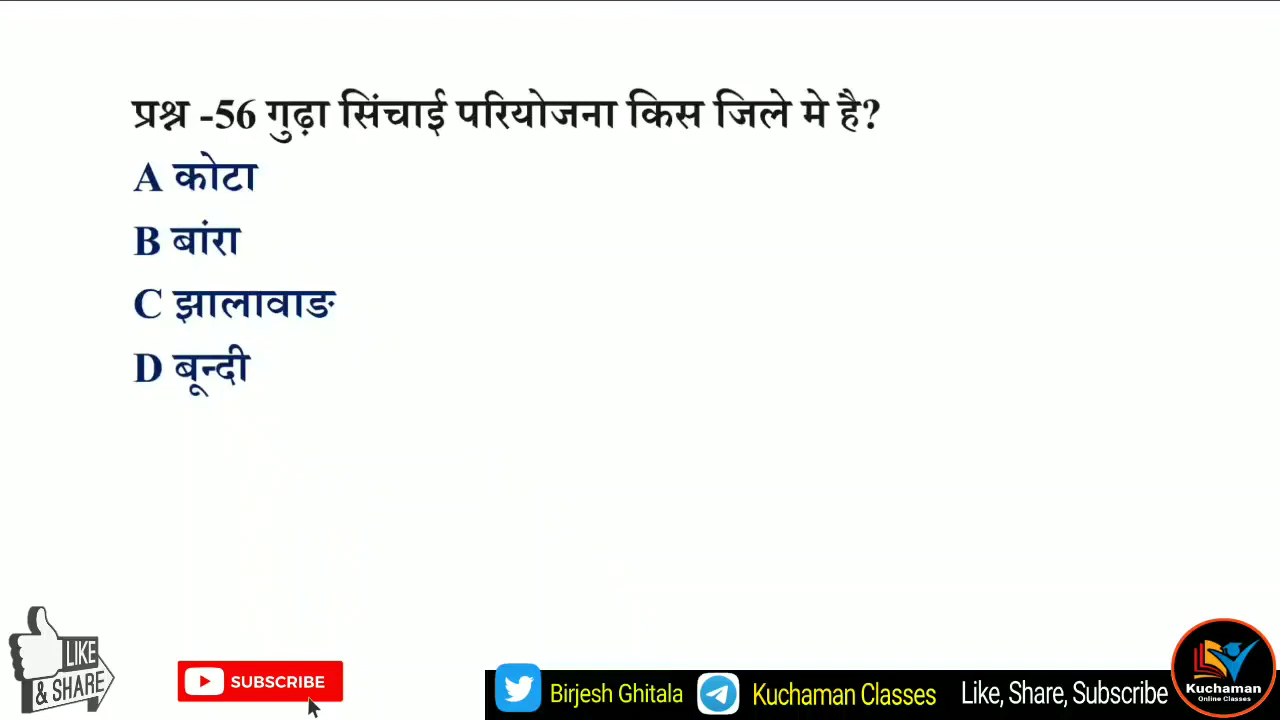 प्रश्न -56 गुढ़ा सिंचाई परियोजना किस जिले मे है?
A कोटा
B बांरा
C झालावाङ
D बून्दी
LIKE
& SHARE
SUBSCRIBE
Birjesh Ghitala
Kuchaman Classes
Like, Share, Subscribe
Kuchaman
Online Classes